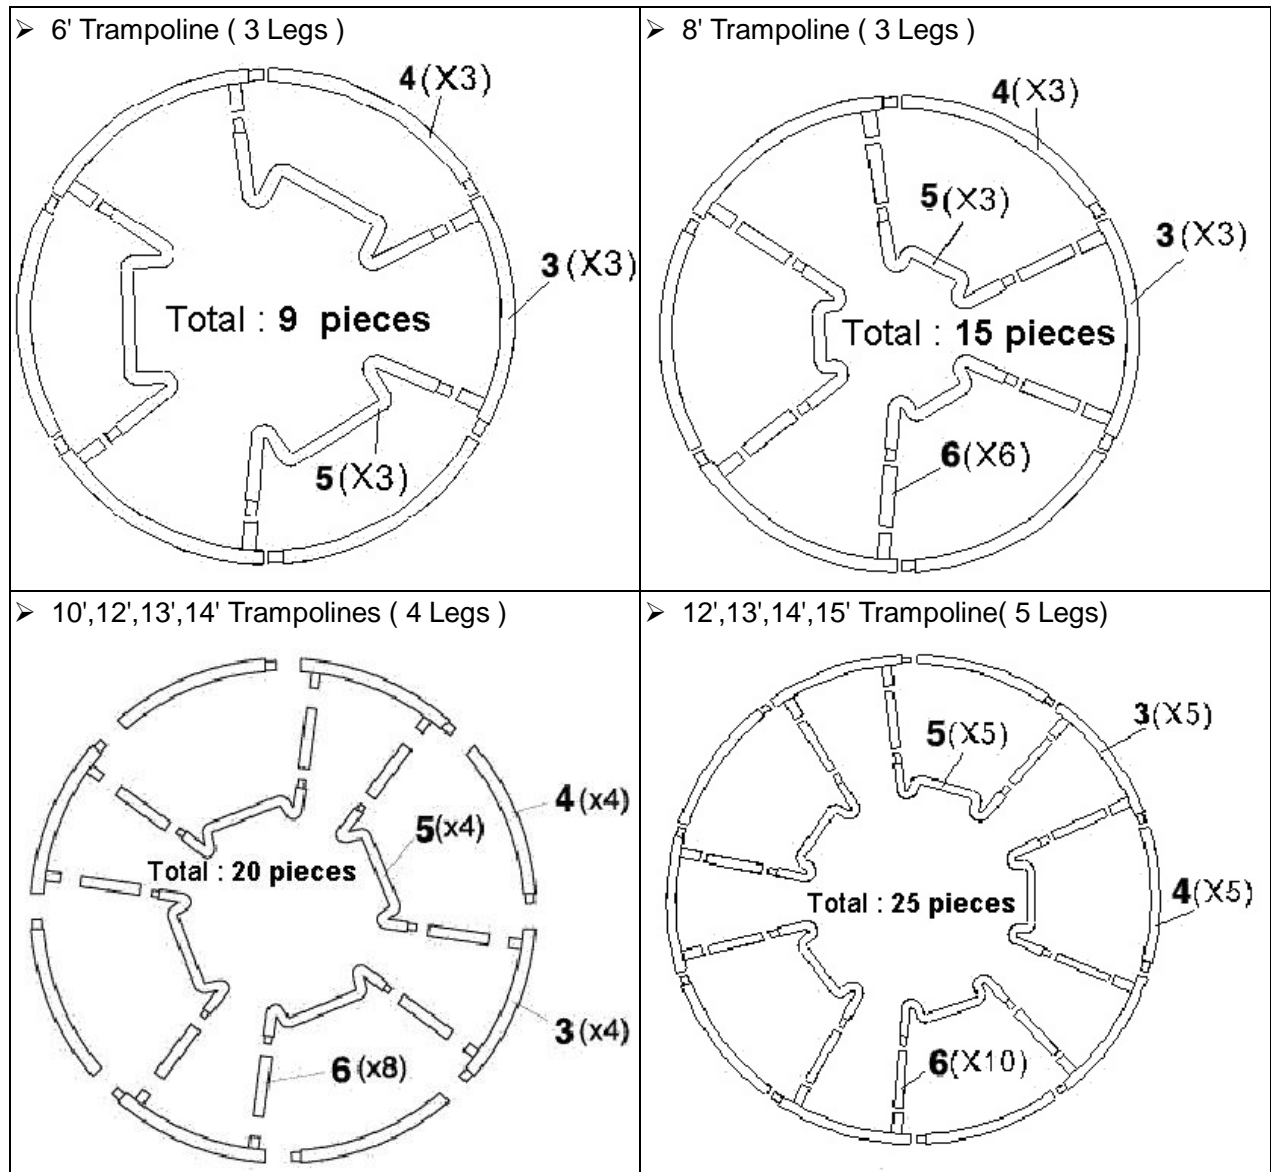 ➢ 6' Trampoline ( 3 Legs )
4(X3)
3(X3)
Total : 9 pieces
5(X3)
➢ 8' Trampoline ( 3 Legs )
4(X3)
5(X3)
3(X3)
Total : 15 pieces
6(X6)
➢ 10',12',13',14' Trampolines ( 4 Legs )
4(x4)
5(x4)
Total : 20 pieces
3(x4)
6(x8)
➢ 12',13',14',15' Trampoline( 5 Legs)
3(X5)
5(X5)
4(X5)
Total : 25 pieces
6(X10)